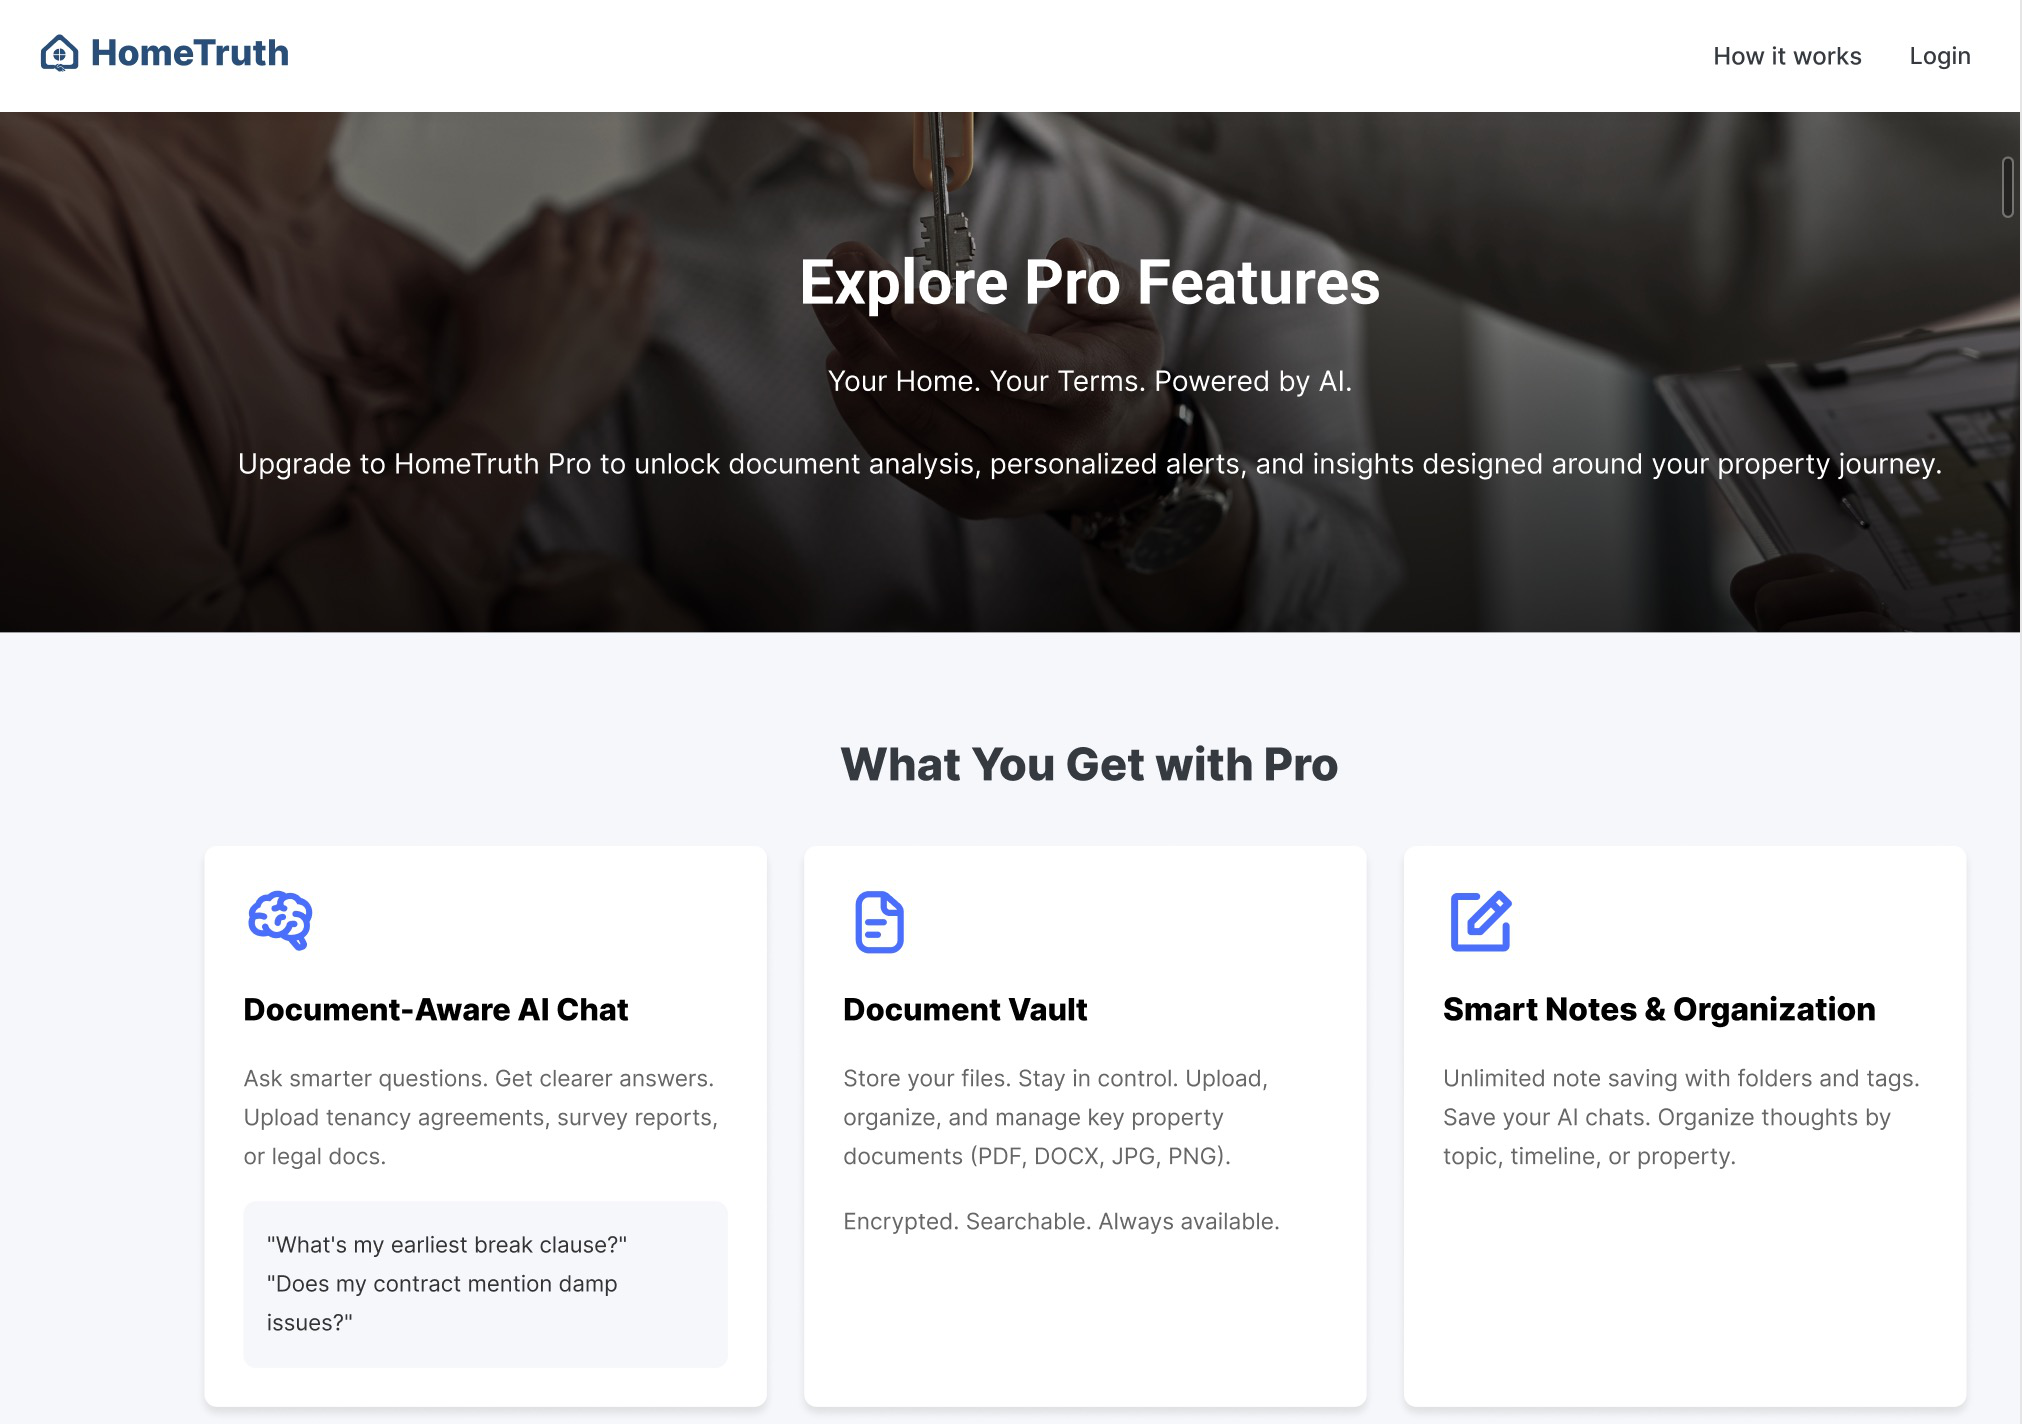 HomeTruth
How it works
Login
Explore Pro Features
Your Home. Your Terms. Powered by AI.
Upgrade to HomeTruth Pro to unlock document analysis, personalized alerts, and insights designed around your property journey.
What You Get with Pro
Document-Aware AI Chat
Ask smarter questions. Get clearer answers.
Upload tenancy agreements, survey reports,
or legal docs.
"What's my earliest break clause?"
"Does my contract mention damp
issues?"
Document Vault
Store your files. Stay in control. Upload,
organize, and manage key property
documents (PDF, DOCX, JPG, PNG).
Encrypted. Searchable. Always available.
Smart Notes & Organization
Unlimited note saving with folders and tags.
Save your AI chats. Organize thoughts by
topic, timeline, or property.